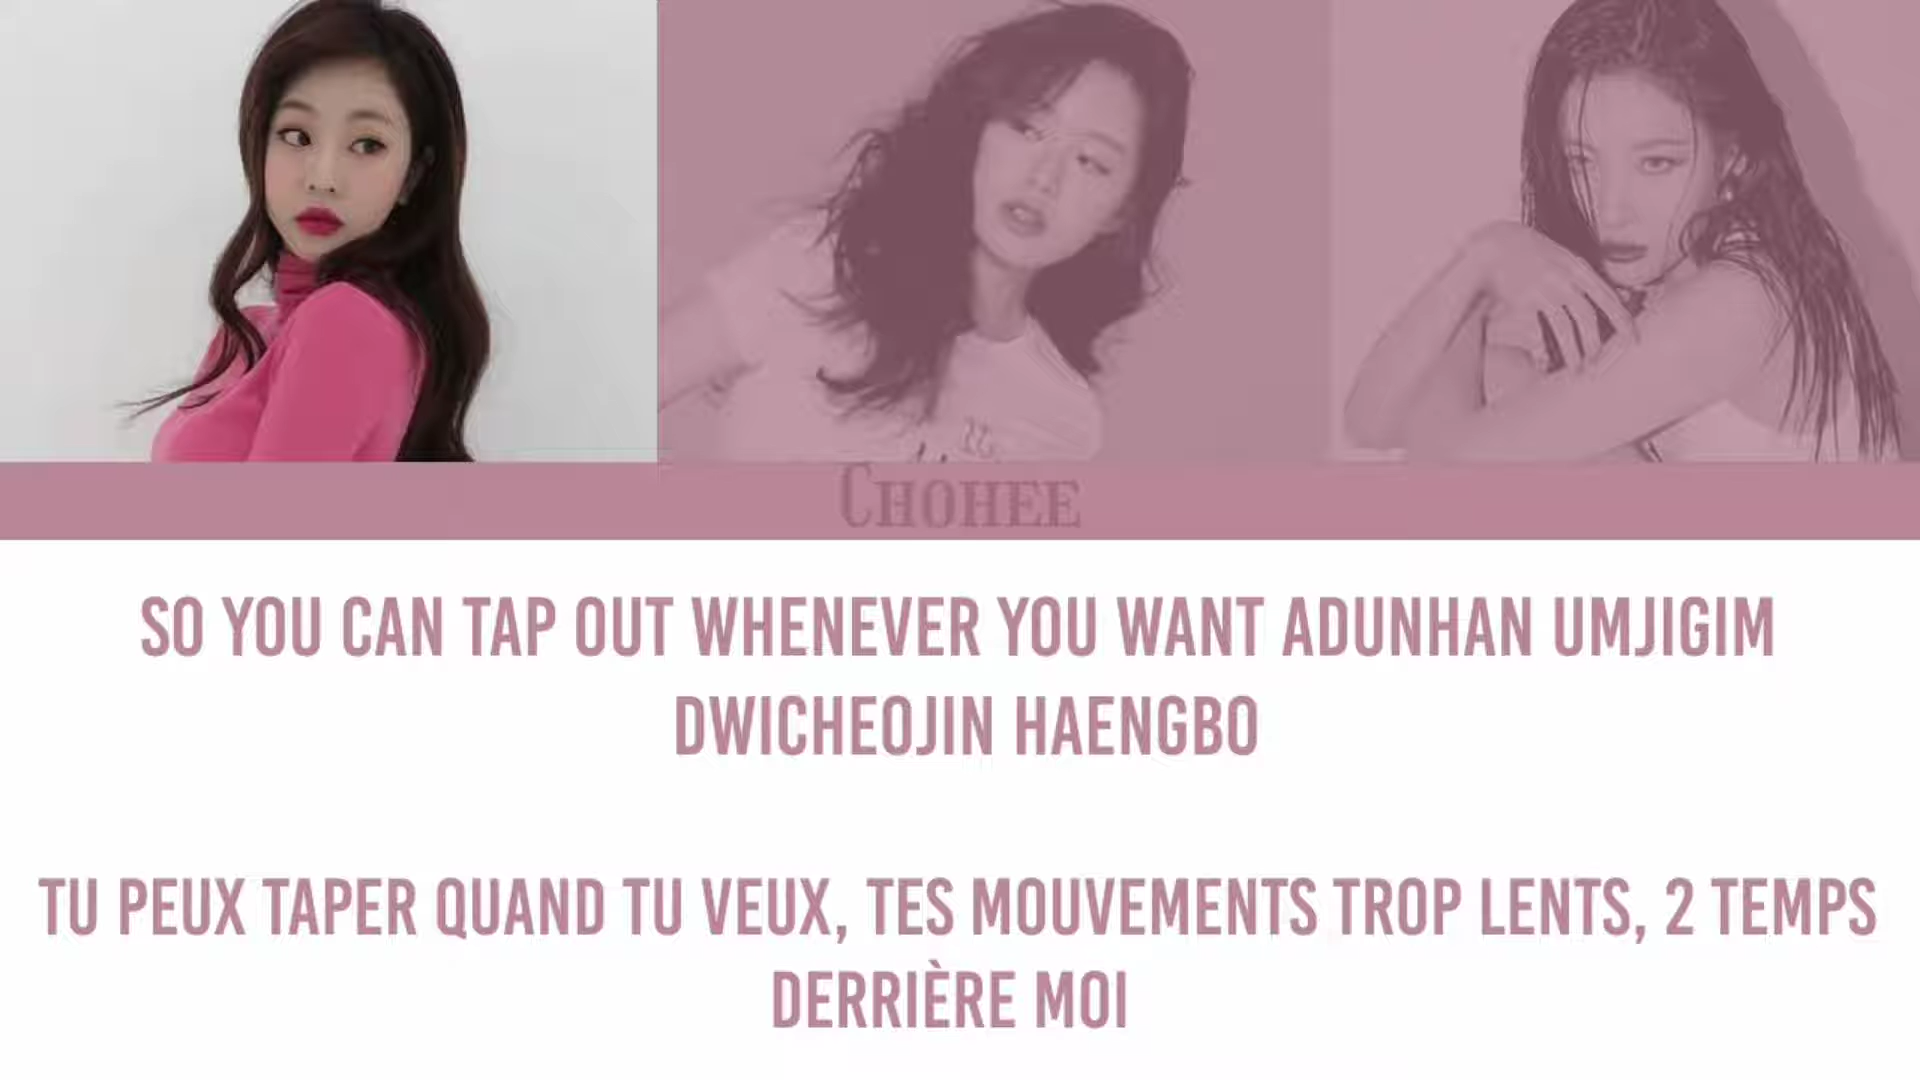 CHOHEE
SO YOU CAN TAP OUT WHENEVER YOU WANT ADUNHAN UMJIGIM
DWICHEOJIN HAENGBO
TU PEUX TAPER QUAND TU VEUX, TES MOUVEMENTS TROP LENTS, 2 TEMPS
DERRIÈRE MOI